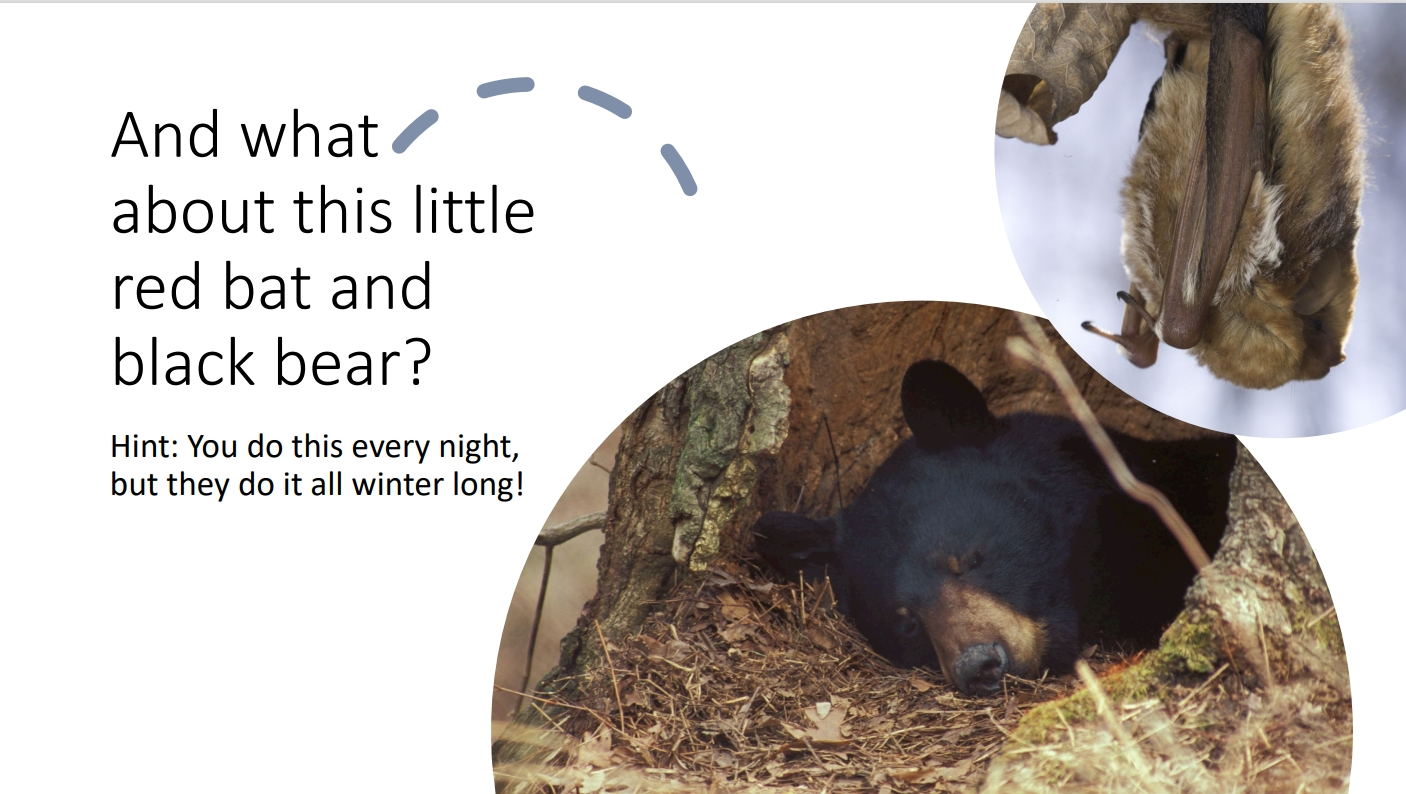 And what
about this little
red bat and
black bear?
Hint: You do this every night,
but they do it all winter long!